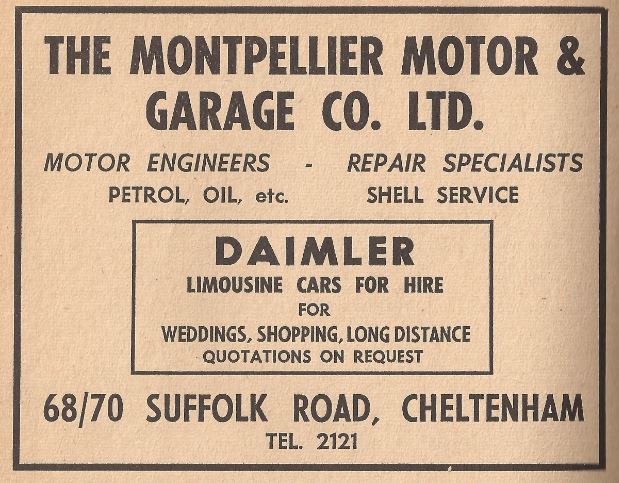 THE MONTPELLIER MOTOR &
GARAGE CO. LTD.
MOTOR ENGINEERS - REPAIR SPECIALISTS
PETROL, OIL, etc. SHELL SERVICE
DAIMLER
LIMOUSINE CARS FOR HIRE
FOR
WEDDINGS, SHOPPING, LONG DISTANCE
QUOTATIONS ON REQUEST
68/70 SUFFOLK ROAD, CHELTENHAM
TEL. 2121